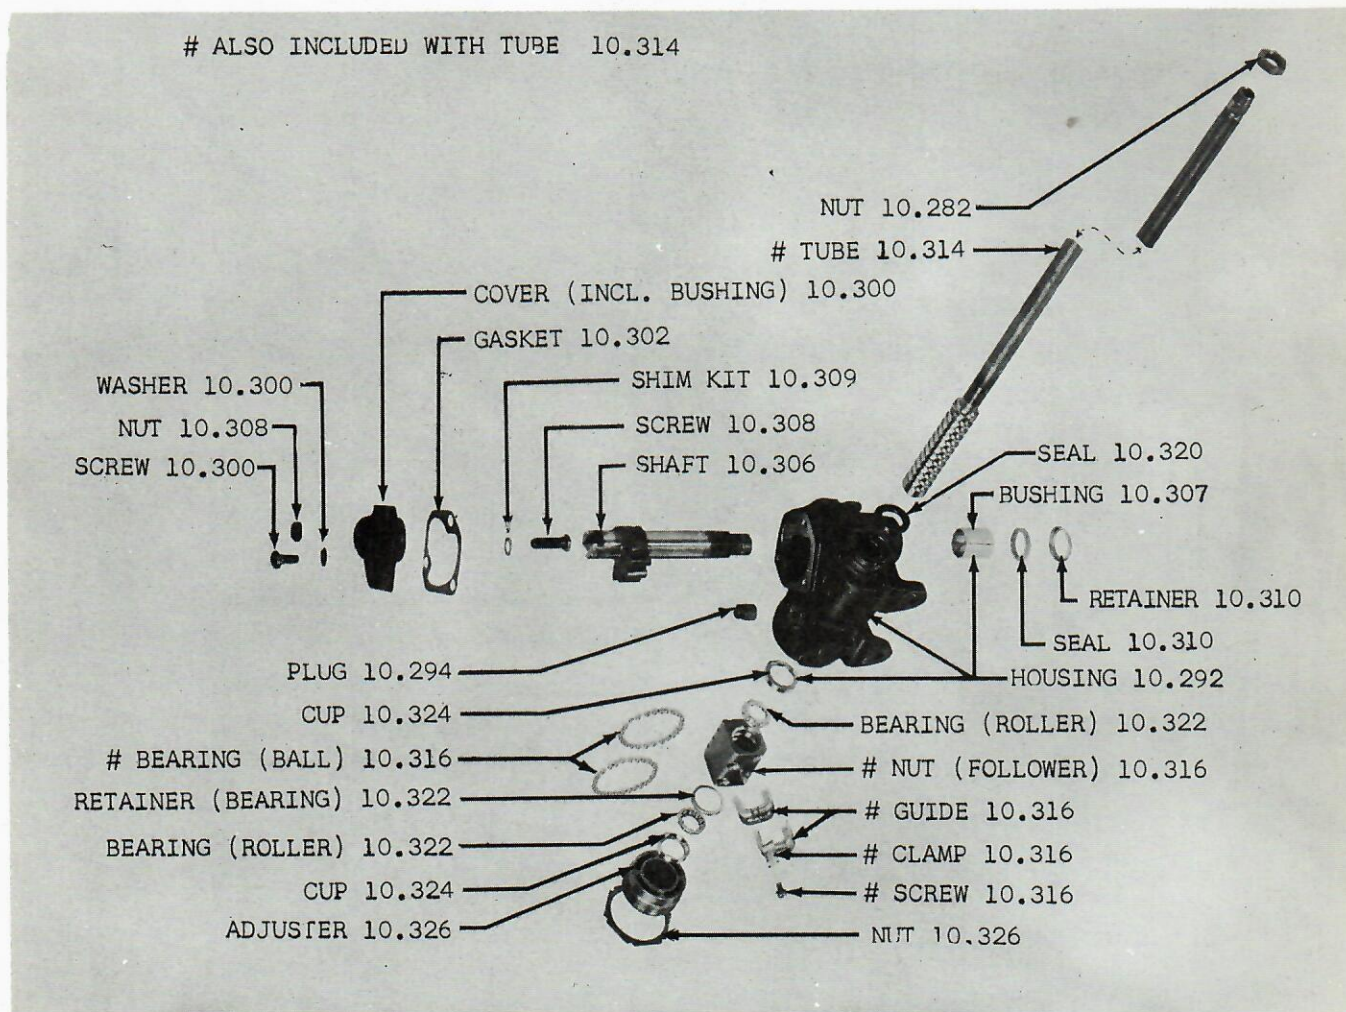 # ALSO INCLUDED WITH TUBE 10.314
NUT 10.282
# TUBE 10.314
COVER (INCL. BUSHING) 10.300
GASKET 10.302
WASHER 10.300
SHIM KIT 10.309
NUT 10.308
SCREW 10.308
SCREW 10.300
SHAFT 10.306
SEAL 10.320
BUSHING 10.307
RETAINER 10.310
SEAL 10.310
PLUG 10.294
HOUSING 10.292
CUP 10.324
BEARING (ROLLER) 10.322
# BEARING (BALL) 10.316
# NUT (FOLLOWER) 10.316
RETAINER (BEARING) 10.322
# GUIDE 10.316
BEARING (ROLLER) 10.322
# CLAMP 10.316
CUP 10.324
# SCREW 10.316
ADJUSTER 10.326
NUT 10.326